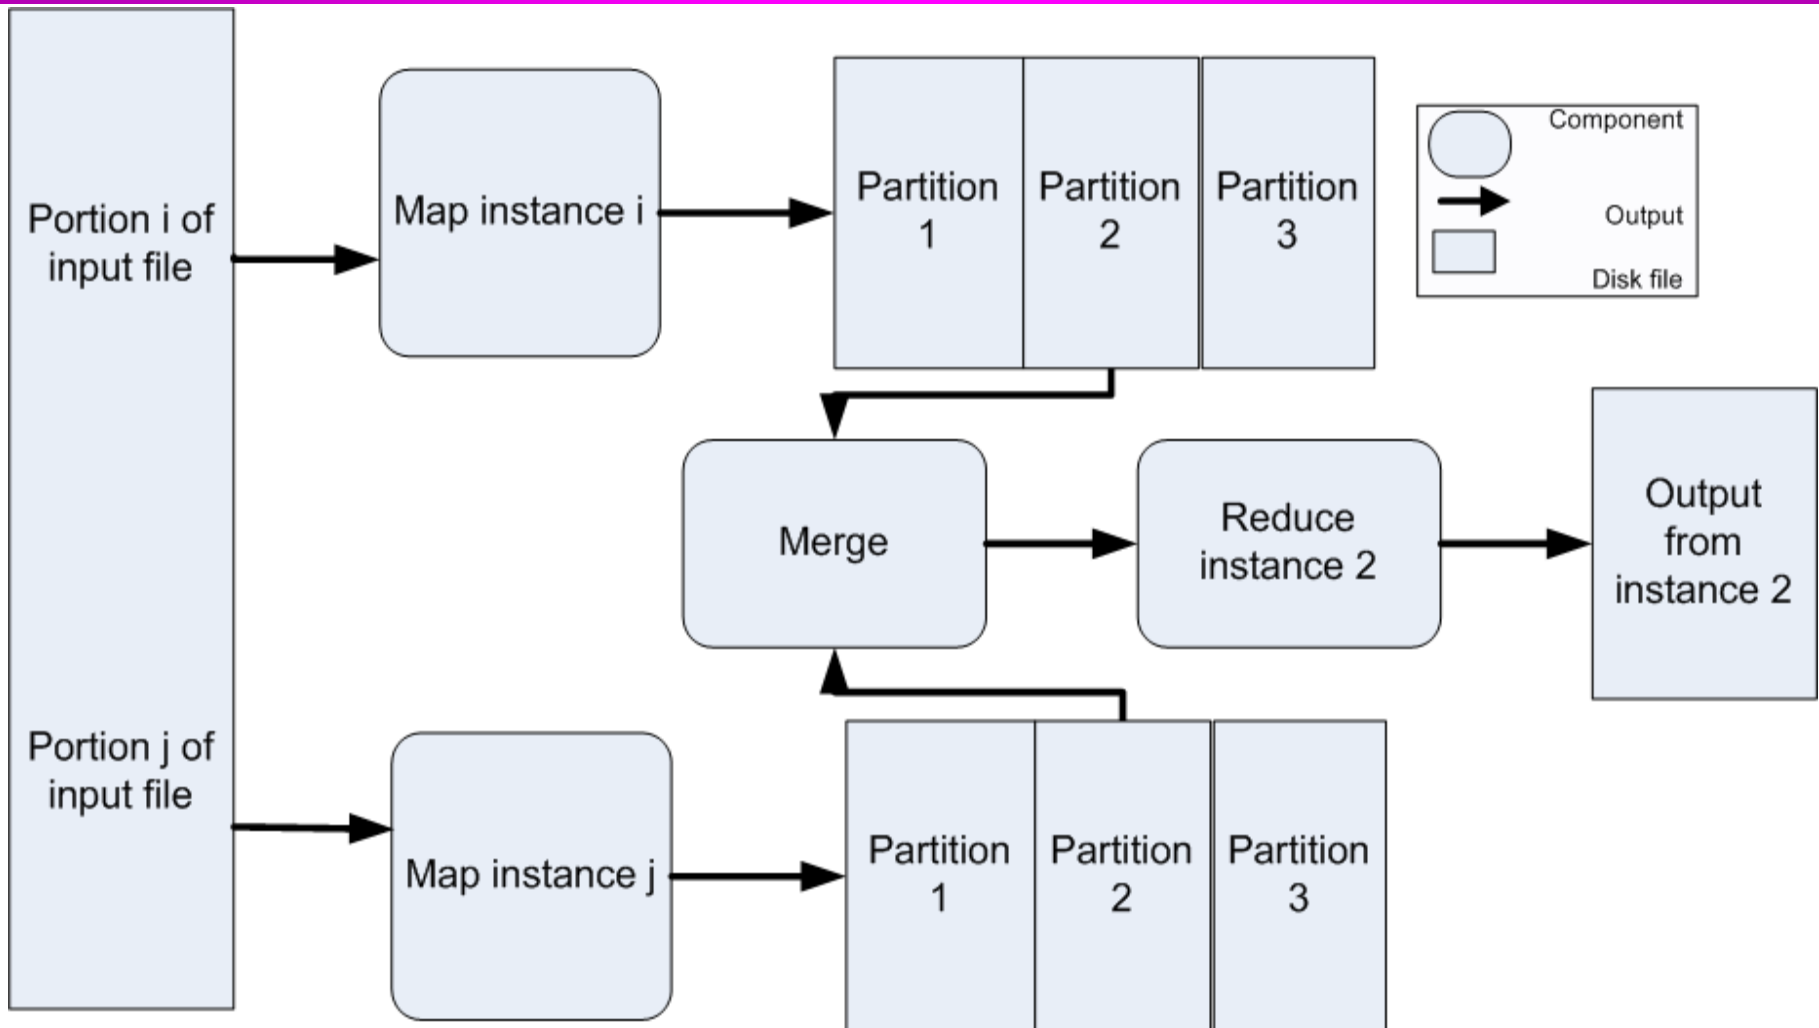 Portion i of
input file
Map instance i
Partition
1
Partition
2
Partition
3
Component
Output
Disk file
Merge
Reduce
instance 2
Output
from
instance 2
Portion j of
input file
Map instance j
Partition
1
Partition
2
Partition
3